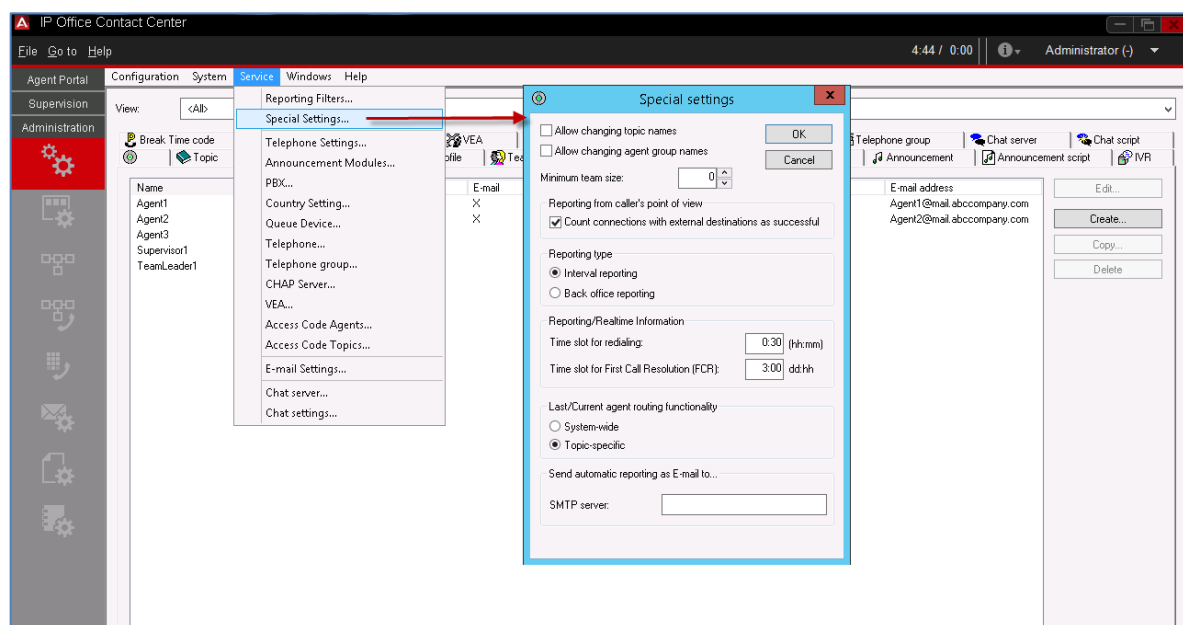 IP Office Contact Center
File Go to Help
4:44 / 0:00
Administrator (-)
Agent Portal
Supervision
Administration
Configuration System Service Windows Help
View:
<All>
Break Time code
VEA
Telephone group
Chat server
Chat script
Topic
ofile
Tea
Announcement
Announcement script
IVR
Name
E-mail
E-mail address
Agent1
X
Agent1@mail.abccompany.com
Agent2
X
Agent2@mail.abccompany.com
Agent3
Supervisor1
TeamLeader1
Edit...
Create...
Copy...
Delete
Reporting Filters...
Special Settings...
Telephone Settings...
Announcement Modules...
PBX...
Country Setting...
Queue Device...
Telephone...
Telephone group...
CHAP Server...
VEA...
Access Code Agents...
Access Code Topics...
E-mail Settings...
Chat server...
Chat settings...
Special settings
x
Allow changing topic names
OK
Allow changing agent group names
Cancel
Minimum team size:
0
Reporting from caller's point of view
Count connections with external destinations as successful
Reporting type
Interval reporting
Back office reporting
Reporting/Realtime Information
Time slot for redialing:
0:30 (hh:mm)
Time slot for First Call Resolution (FCR):
3:00 dd:hh
Last/Current agent routing functionality
System-wide
Topic-specific
Send automatic reporting as E-mail to...
SMTP server: